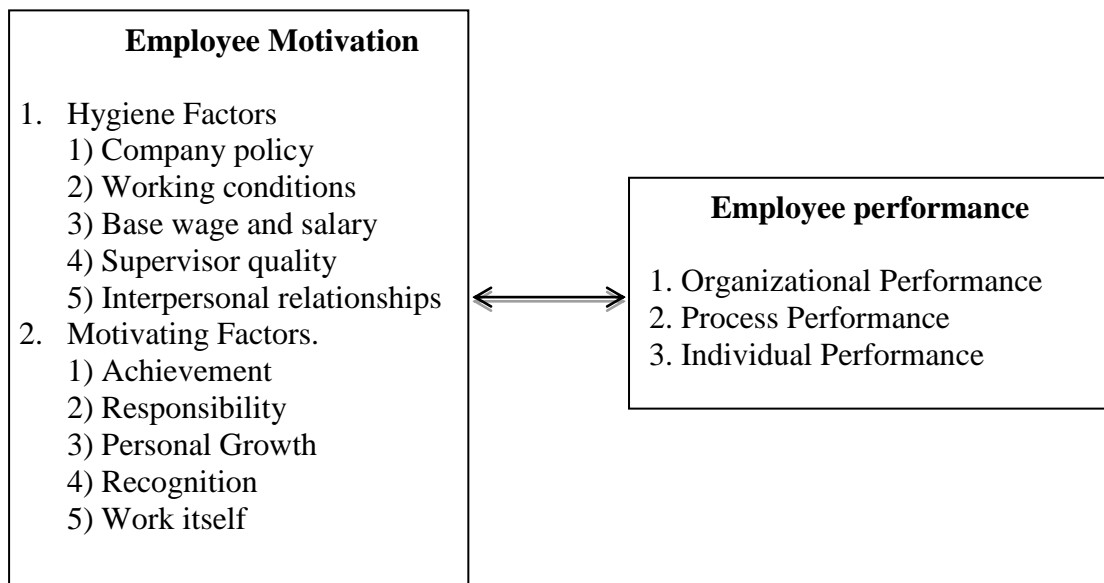 Employee Motivation
1. Hygiene Factors
1) Company policy
2) Working conditions
3) Base wage and salary
4) Supervisor quality
5) Interpersonal relationships
2. Motivating Factors.
1) Achievement
2) Responsibility
3) Personal Growth
4) Recognition
5) Work itself
Employee performance
1. Organizational Performance
2. Process Performance
3. Individual Performance